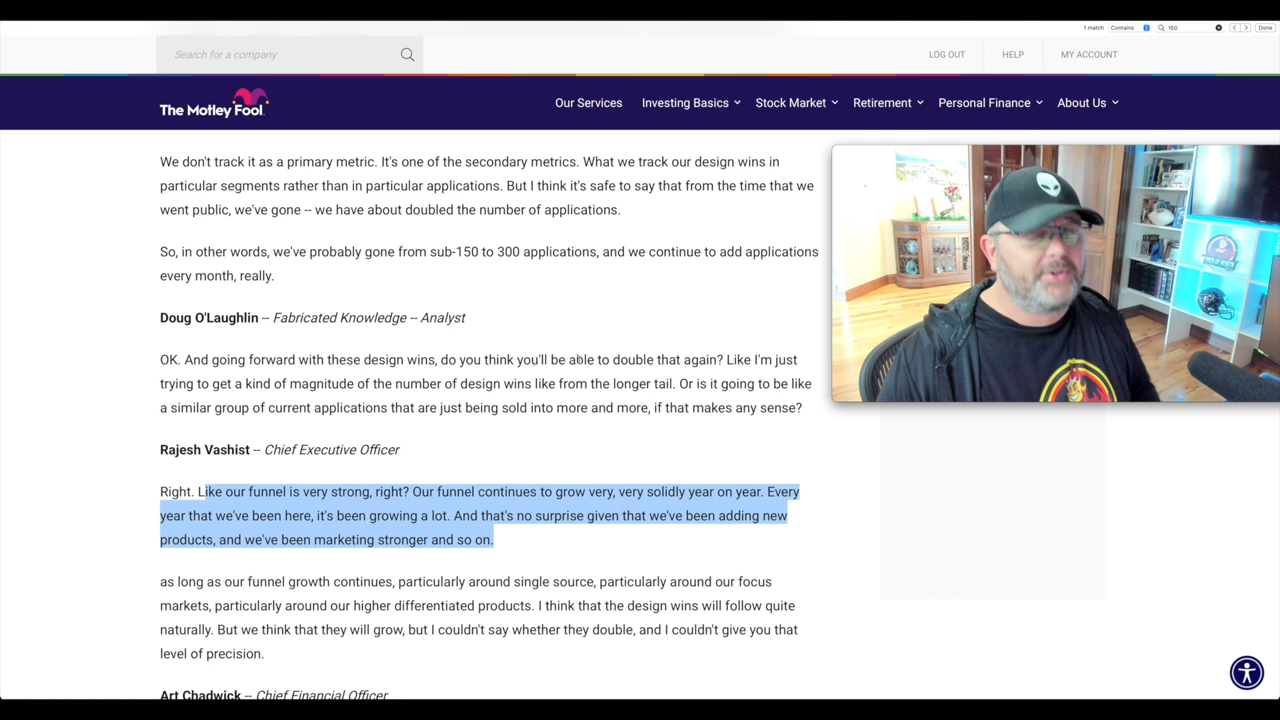 1 match Contains 150 Done
Search for a company
LOG OUT HELP MY ACCOUNT
The Motley Fool.
Our Services Investing Basics Stock Market Retirement Personal Finance About Us
We don't track it as a primary metric. It's one of the secondary metrics. What we track our design wins in
particular segments rather than in particular applications. But I think it's safe to say that from the time that we
went public, we've gone -- we have about doubled the number of applications.
So, in other words, we've probably gone from sub-150 to 300 applications, and we continue to add applications
every month, really.
Doug O'Laughlin -- Fabricated Knowledge -- Analyst
OK. And going forward with these design wins, do you think you'll be able to double that again? Like I'm just
trying to get a kind of magnitude of the number of design wins like from the longer tail. Or is it going to be like
a similar group of current applications that are just being sold into more and more, if that makes any sense?
Rajesh Vashist -- Chief Executive Officer
Right. Like our funnel is very strong, right? Our funnel continues to grow very, very solidly year on year. Every
year that we've been here, it's been growing a lot. And that's no surprise given that we've been adding new
products, and we've been marketing stronger and so on.
as long as our funnel growth continues, particularly around single source, particularly around our focus
markets, particularly around our higher differentiated products. I think that the design wins will follow quite
naturally. But we think that they will grow, but I couldn't say whether they double, and I couldn't give you that
level of precision.
Art Chadwick -- Chief Financial Officer